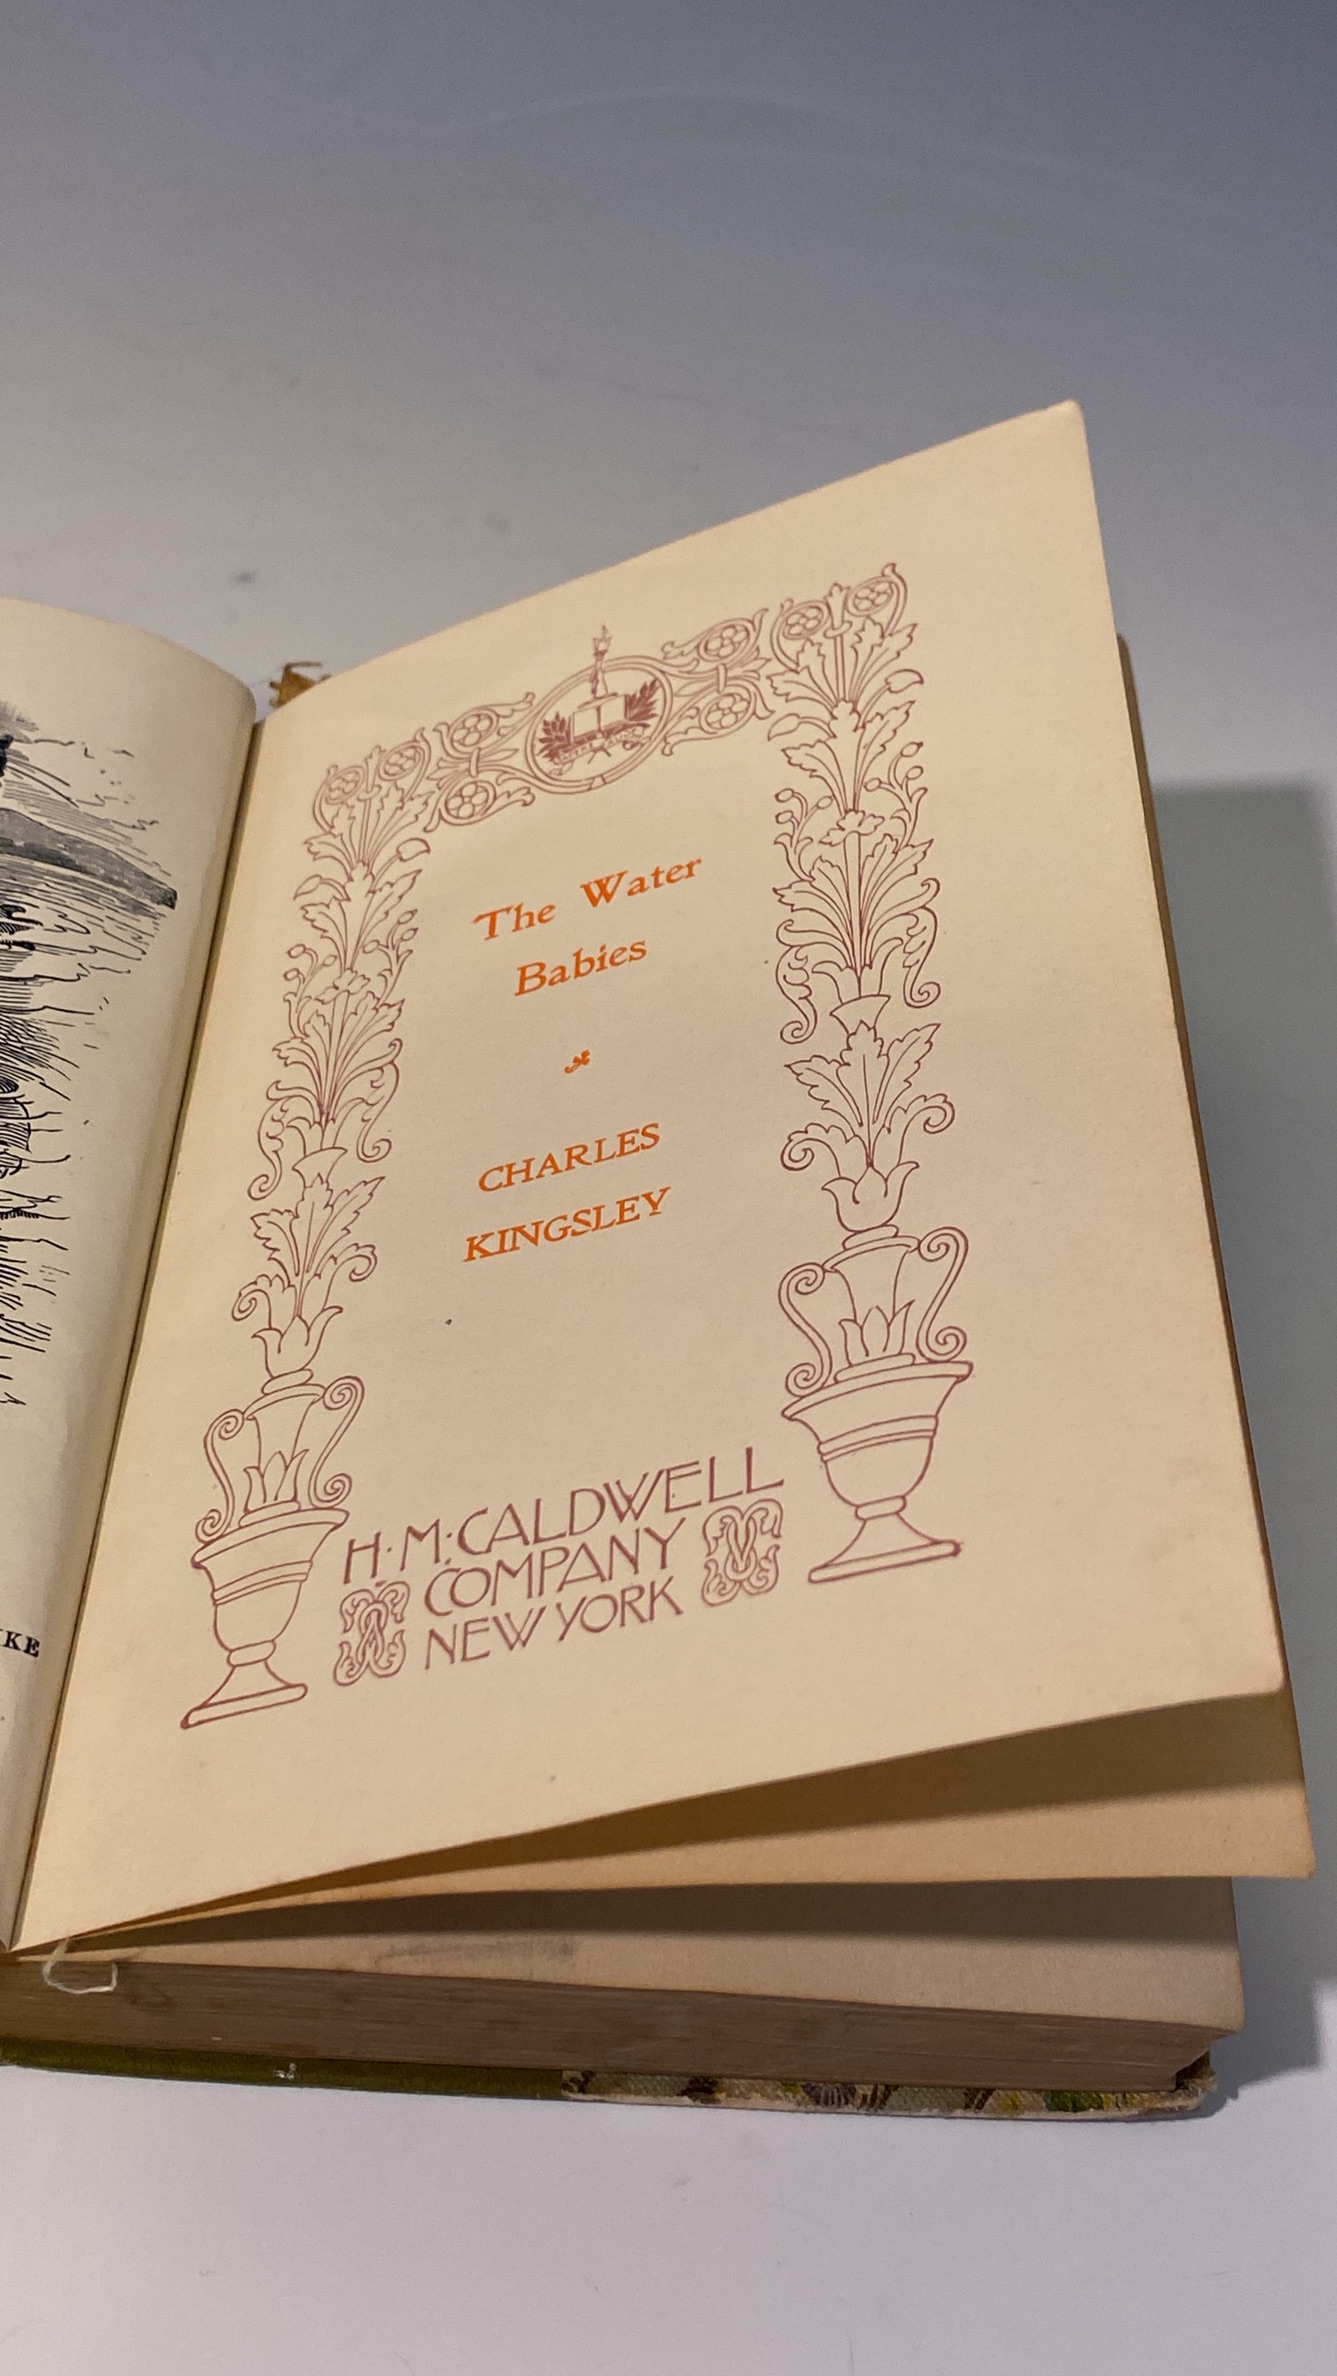 The Water
Babies
CHARLES
KINGSLEY
H·M·CALDWELL
COMPANY
NEW YORK